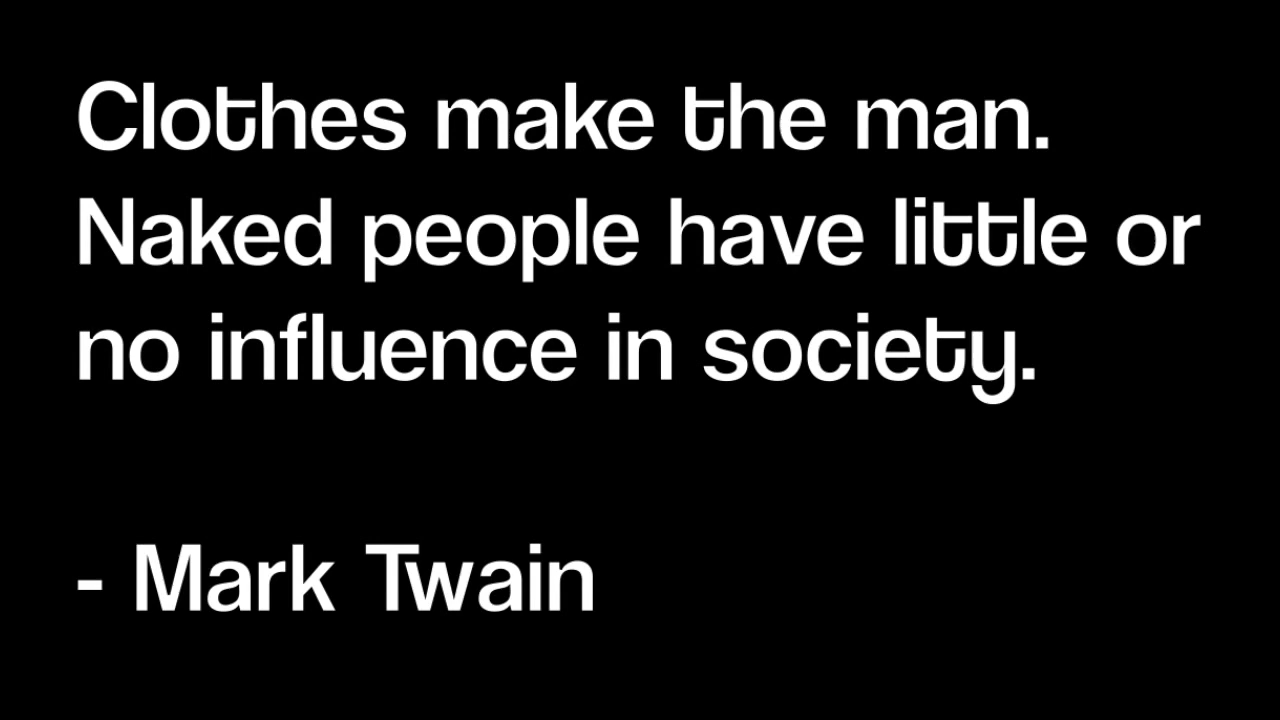 Clothes make the man.
Naked people have little or
no influence in society.
- Mark Twain